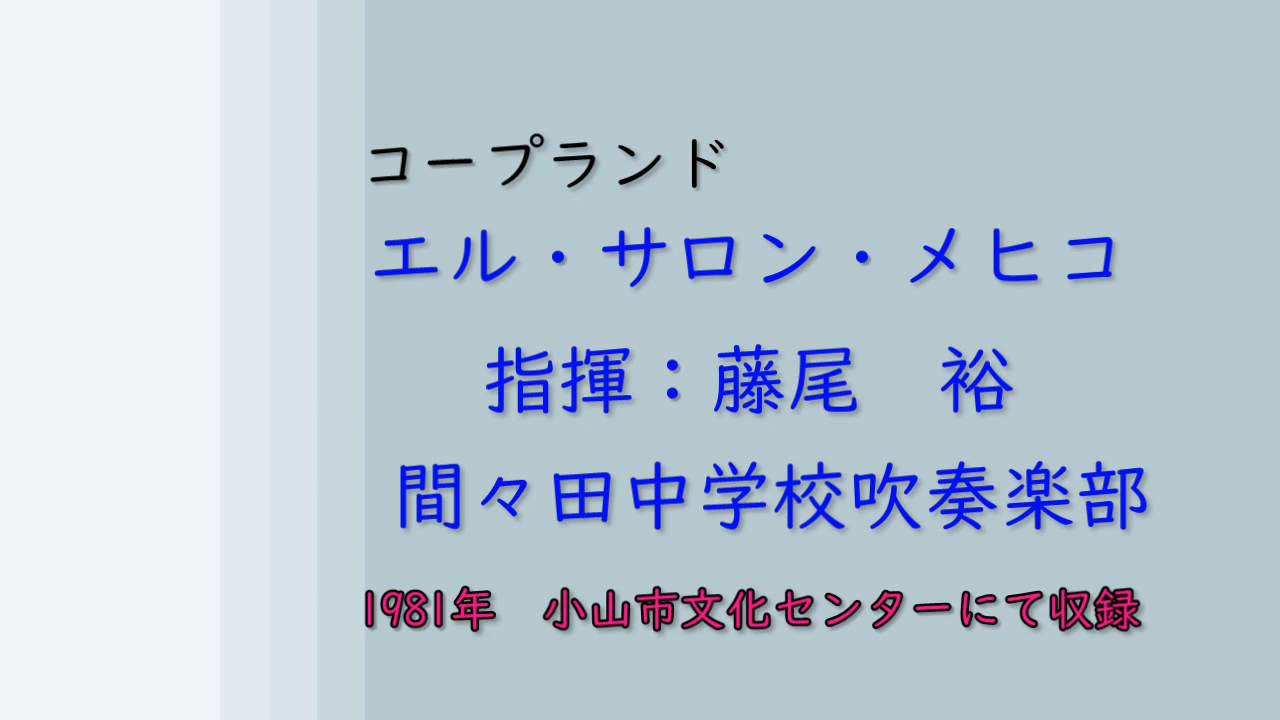 コープランド
エル・サロン・メヒコ
指揮：藤尾　裕
間々田中学校吹奏楽部
1981年　小山市文化センターにて収録